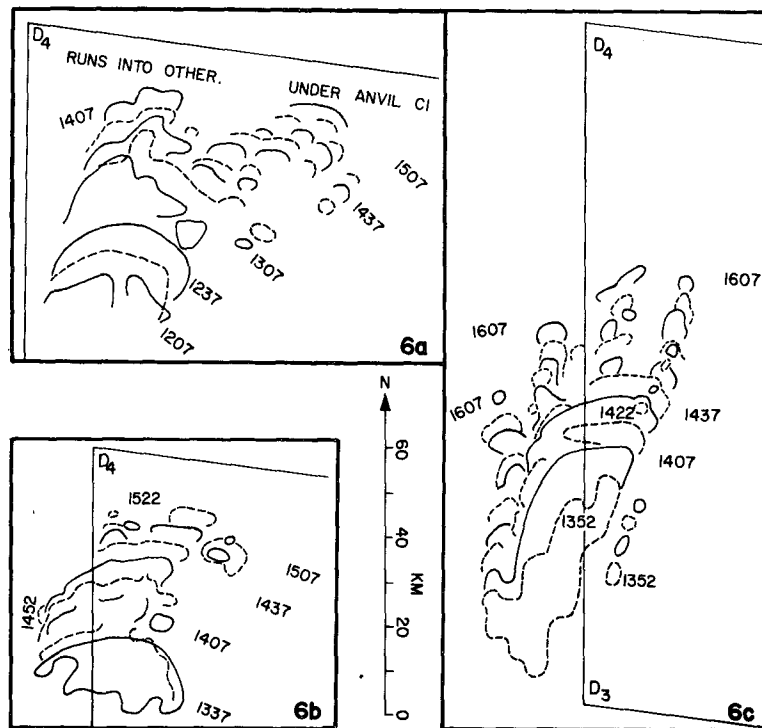 D4
RUNS INTO OTHER.
UNDER ANVIL CI
1407
1507
1437
1307
1237
1207
6a
D4
1522
1507
1452
1437
1407
1337
6b
N
60
40
KM
20
0
D4
1607
1607
1607
1422
1437
1407
1352
1352
D3
6c